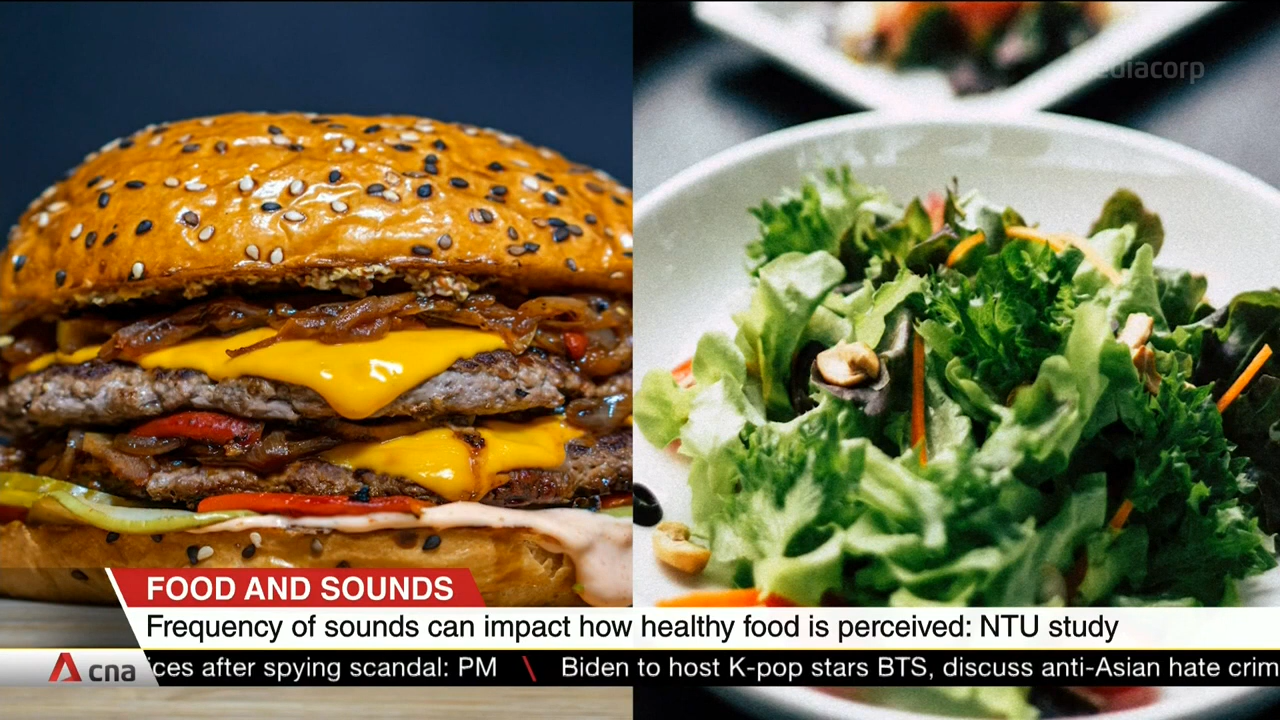 mediacorp
FOOD AND SOUNDS
Frequency of sounds can impact how healthy food is perceived: NTU study
cna
ices after spying scandal: PM \ Biden to host K-pop stars BTS, discuss anti-Asian hate crim